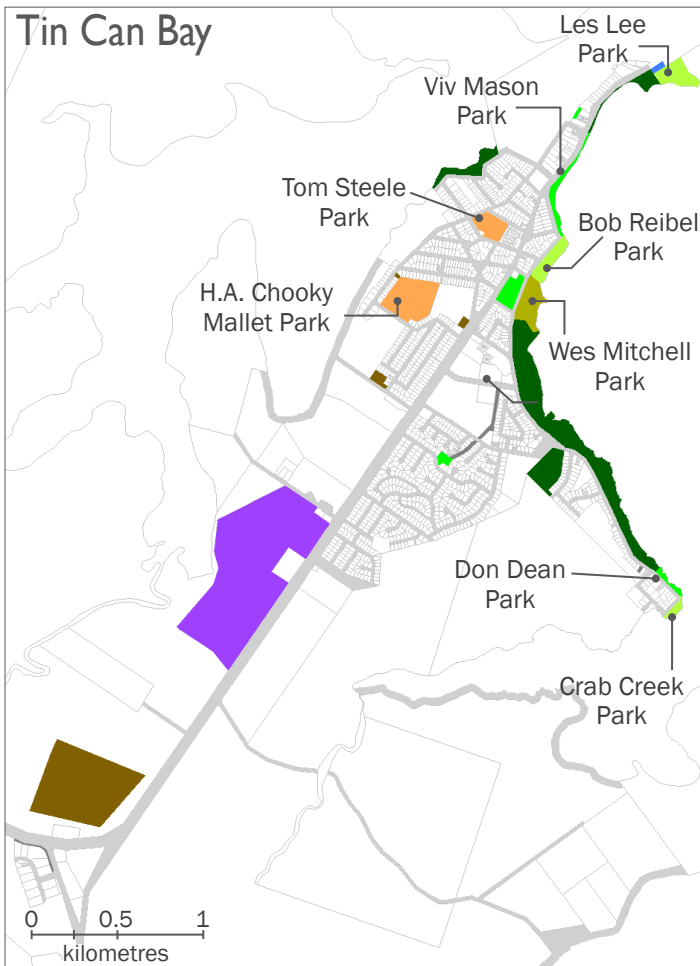 Tin Can Bay
Les Lee
Park
Viv Mason
Park
Tom Steele
Park
Bob Reibel
Park
H.A. Chooky
Mallet Park
Wes Mitchell
Park
Don Dean
Park
Crab Creek
Park
0 0.5 1
kilometres